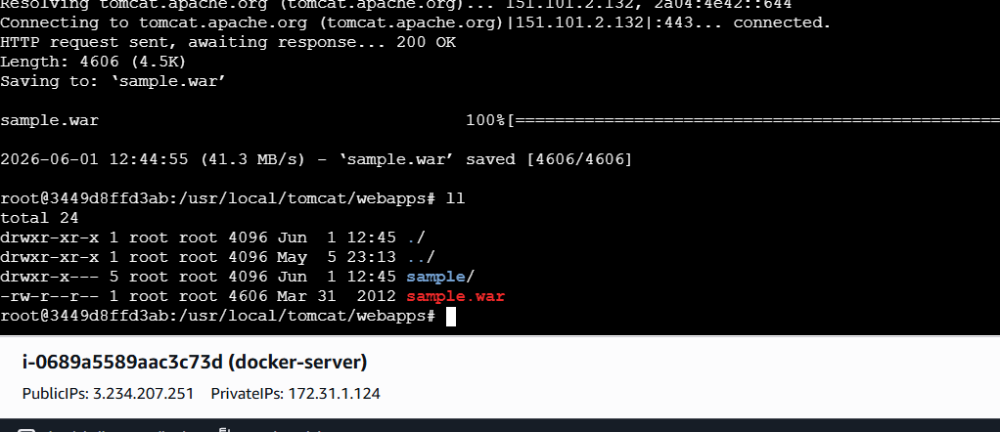 Resolving tomcat.apache.org (tomcat.apache.org)... 151.101.2.132, 2a04:4e42::644
Connecting to tomcat.apache.org (tomcat.apache.org)|151.101.2.132|:443... connected.
HTTP request sent, awaiting response... 200 OK
Length: 4606 (4.5K)
Saving to: ‘sample.war’
sample.war 100%[=================================================
2026-06-01 12:44:55 (41.3 MB/s) - ‘sample.war’ saved [4606/4606]
root@3449d8ffd3ab:/usr/local/tomcat/webapps# ll
total 24
drwxr-xr-x 1 root root 4096 Jun  1 12:45 ./
drwxr-xr-x 1 root root 4096 May  5 23:13 ../
drwxr-x--- 5 root root 4096 Jun  1 12:45 sample/
-rw-r--r-- 1 root root 4606 Mar 31  2012 sample.war
root@3449d8ffd3ab:/usr/local/tomcat/webapps#
i-0689a5589aac3c73d (docker-server)
PublicIPs: 3.234.207.251 PrivateIPs: 172.31.1.124